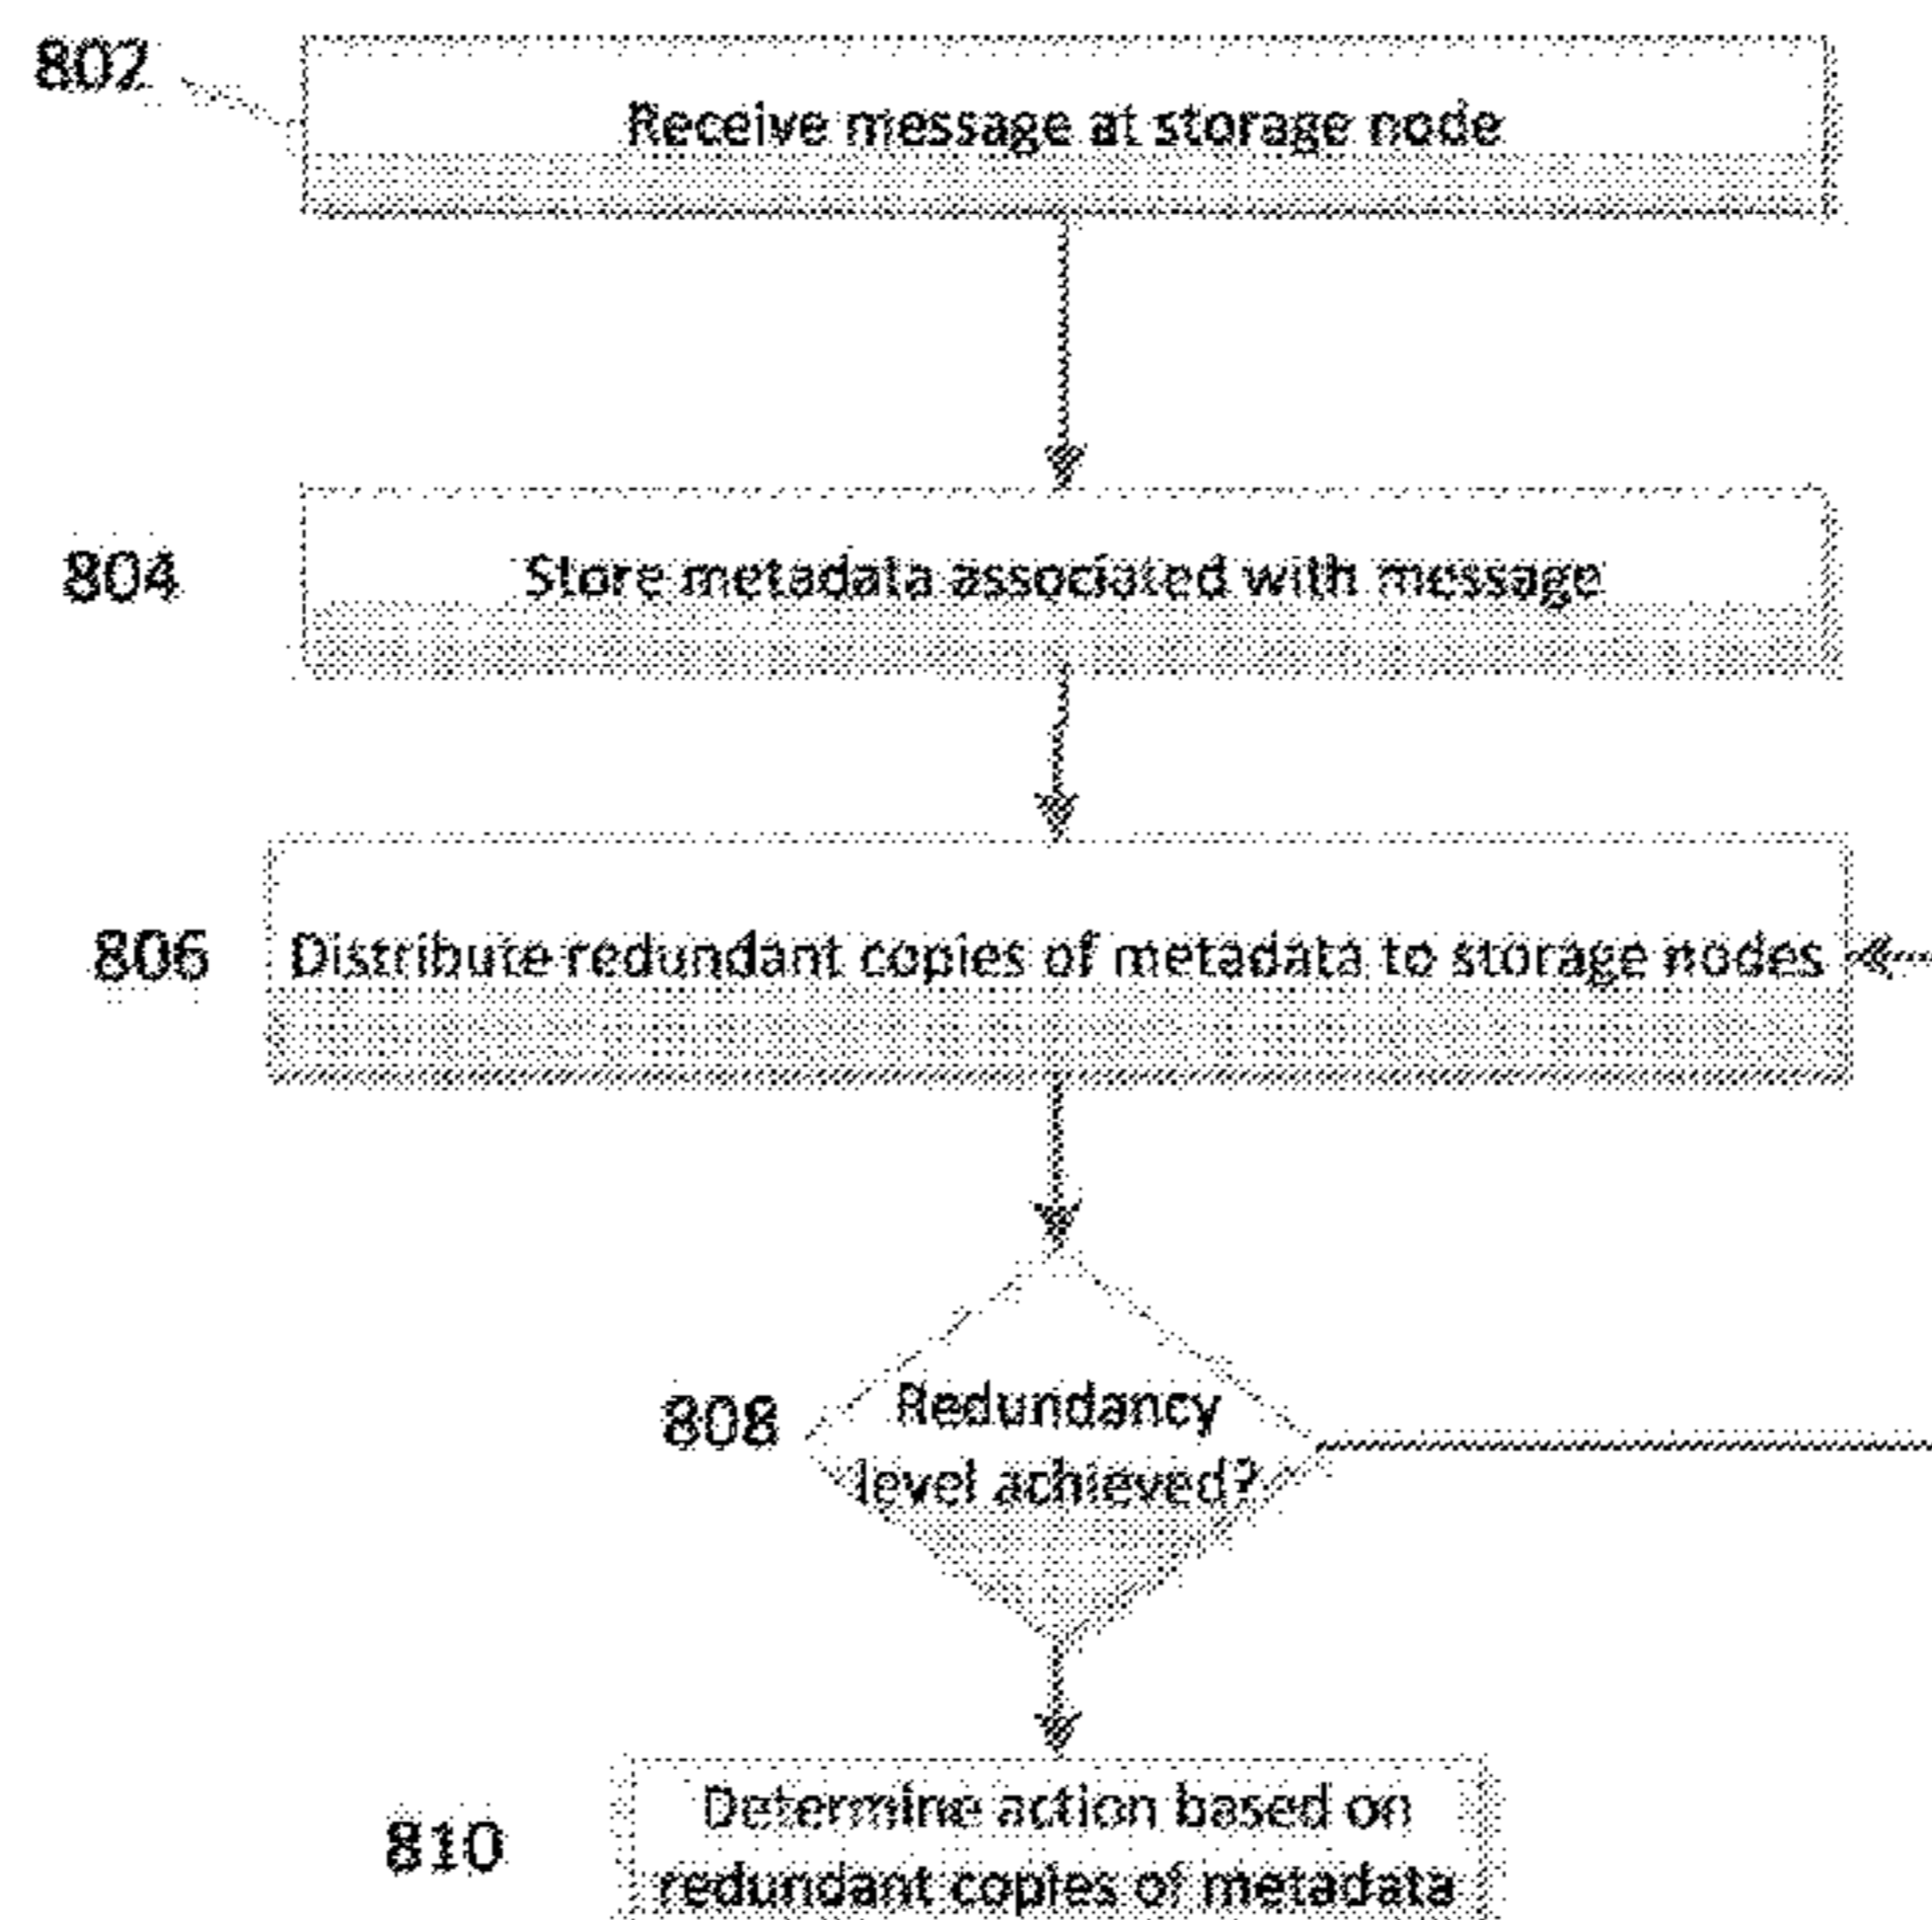 802
Receive message at storage node
804
Store metadata associated with message
806
Distribute redundant copies of metadata to storage nodes
808
Redundancy
level achieved?
810
Determine action based on
redundant copies of metadata